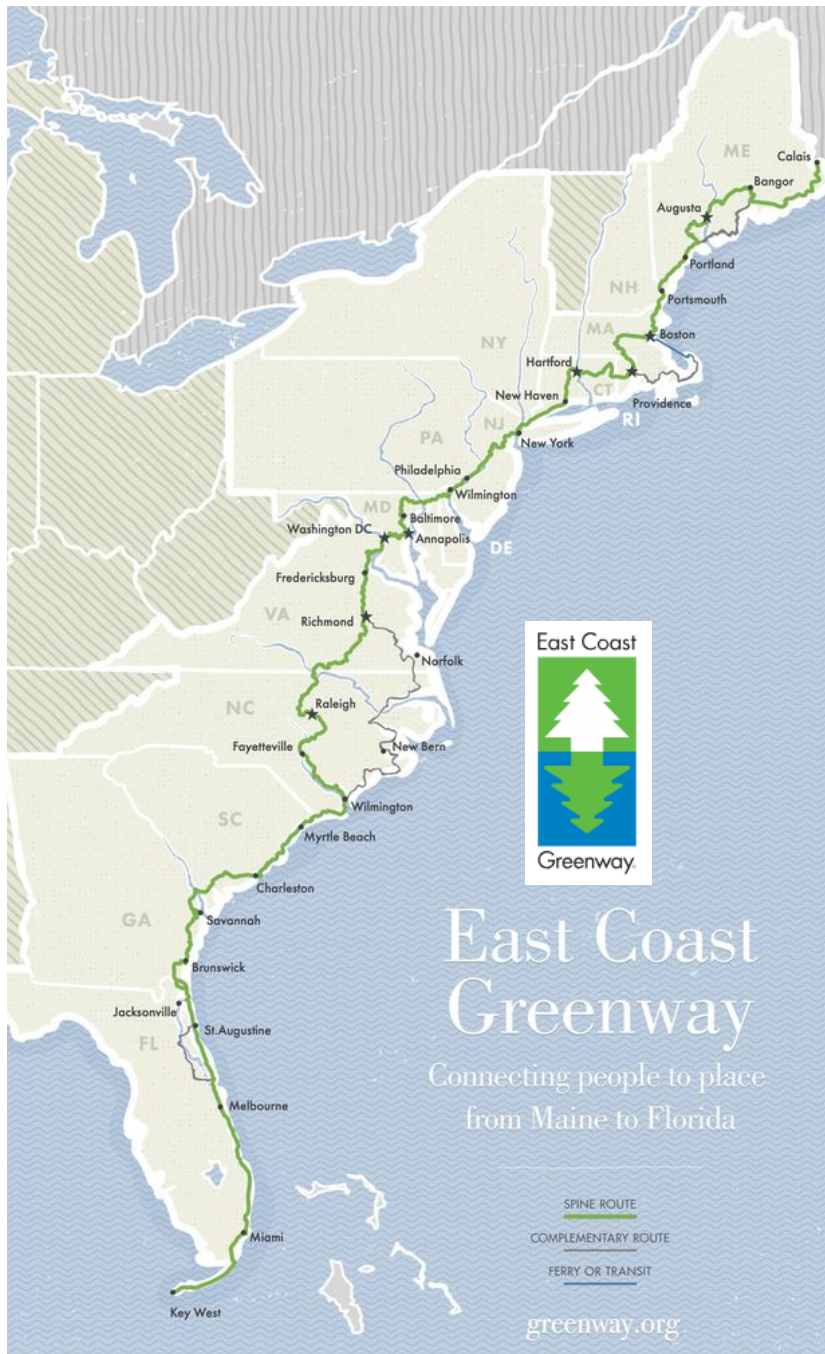 ME
Calais
Bangor
Augusta
Portland
NH
Portsmouth
MA
Boston
NY
Hartford
CT
New Haven
Providence
RI
NJ
New York
PA
Philadelphia
Wilmington
MD
Baltimore
Washington DC
Annapolis
DE
Fredericksburg
VA
Richmond
Norfolk
NC
Raleigh
Fayetteville
New Bern
Wilmington
SC
Myrtle Beach
Charleston
GA
Savannah
Brunswick
Jacksonville
St.Augustine
FL
Melbourne
Miami
Key West
East Coast
Greenway
East Coast
Greenway
Connecting people to place
from Maine to Florida
SPINE ROUTE
COMPLEMENTARY ROUTE
FERRY OR TRANSIT
greenway.org